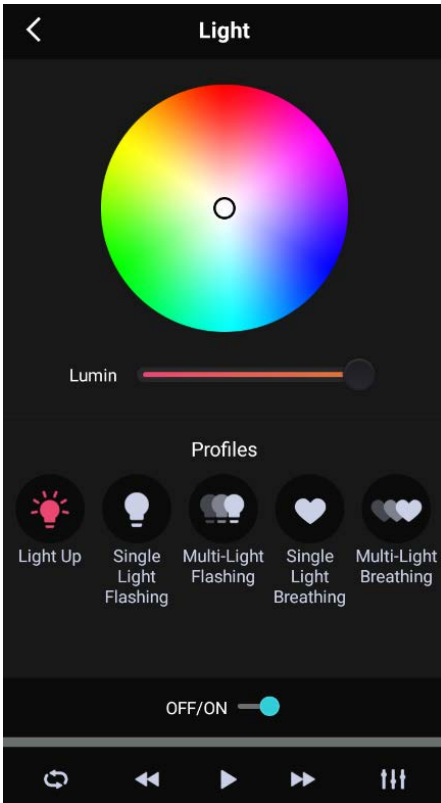 Light
Lumin
Profiles
Light Up
Single
Light
Flashing
Multi-Light
Flashing
Single
Light
Breathing
Multi-Light
Breathing
OFF/ON